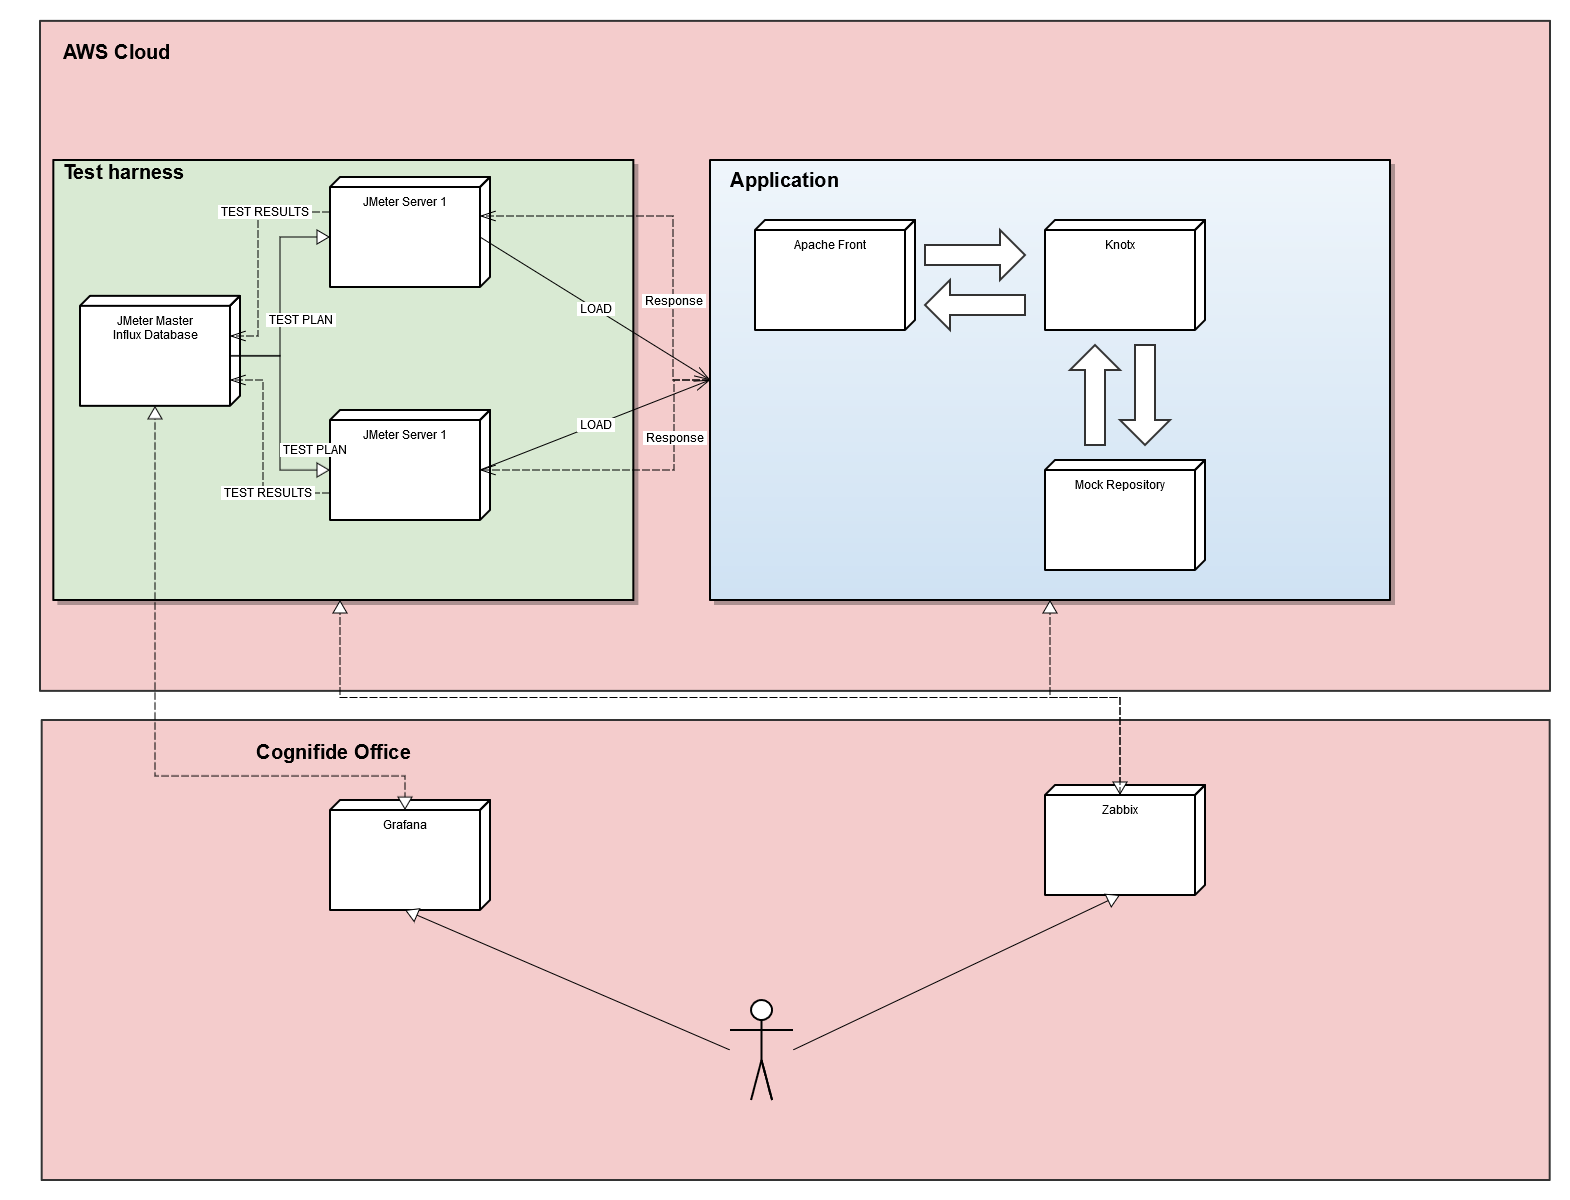 AWS Cloud
Test harness
JMeter Server 1
TEST RESULTS
JMeter Master
Influx Database
TEST PLAN
LOAD
Response
JMeter Server 1
TEST PLAN
TEST RESULTS
LOAD
Response
Application
Apache Front
Knotx
Mock Repository
Cognifide Office
Grafana
Zabbix